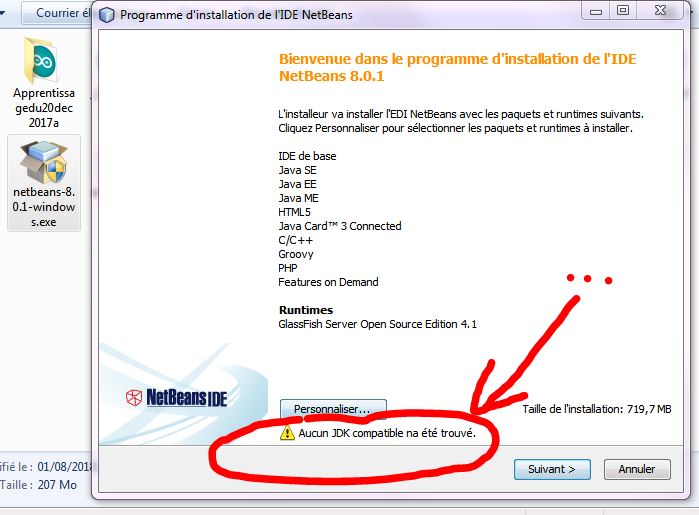 Courrier él
Programme d'installation de l'IDE NetBeans
Apprentissa
gedu20dec
2017a
netbeans-8.
0.1-window
s.exe
Bienvenue dans le programme d'installation de l'IDE
NetBeans 8.0.1
L'installeur va installer l'EDI NetBeans avec les paquets et runtimes suivants.
Cliquez Personnaliser pour sélectionner les paquets et runtimes à installer.
IDE de base
Java SE
Java EE
Java ME
HTML5
Java Card™ 3 Connected
C/C++
Groovy
PHP
Features on Demand
Runtimes
GlassFish Server Open Source Edition 4.1
NetBeans IDE
Personnaliser...
Taille de l'installation: 719,7 MB
Aucun JDK compatible na été trouvé.
Suivant >
Annuler
ifié le : 01/08/2018
Taille : 207 Mo